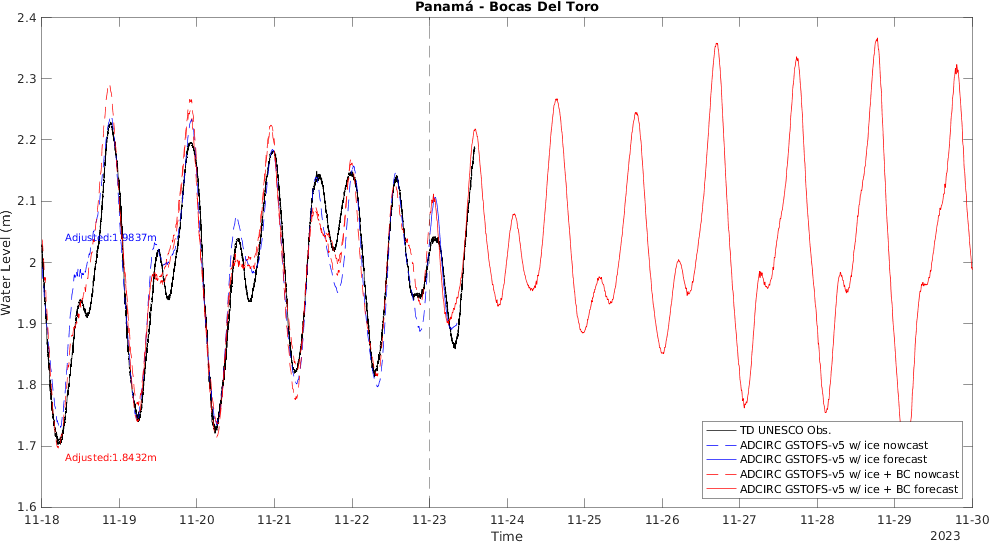 Panamá - Bocas Del Toro
Water Level (m)
2.4
2.3
2.2
2.1
2
1.9
1.8
1.7
1.6
Adjusted:1.9837m
Adjusted:1.8432m
TD UNESCO Obs.
ADCIRC GSTOFS-v5 w/ ice nowcast
ADCIRC GSTOFS-v5 w/ ice forecast
ADCIRC GSTOFS-v5 w/ ice + BC nowcast
ADCIRC GSTOFS-v5 w/ ice + BC forecast
11-18 11-19 11-20 11-21 11-22 11-23 11-24 11-25 11-26 11-27 11-28 11-29 11-30
Time
2023